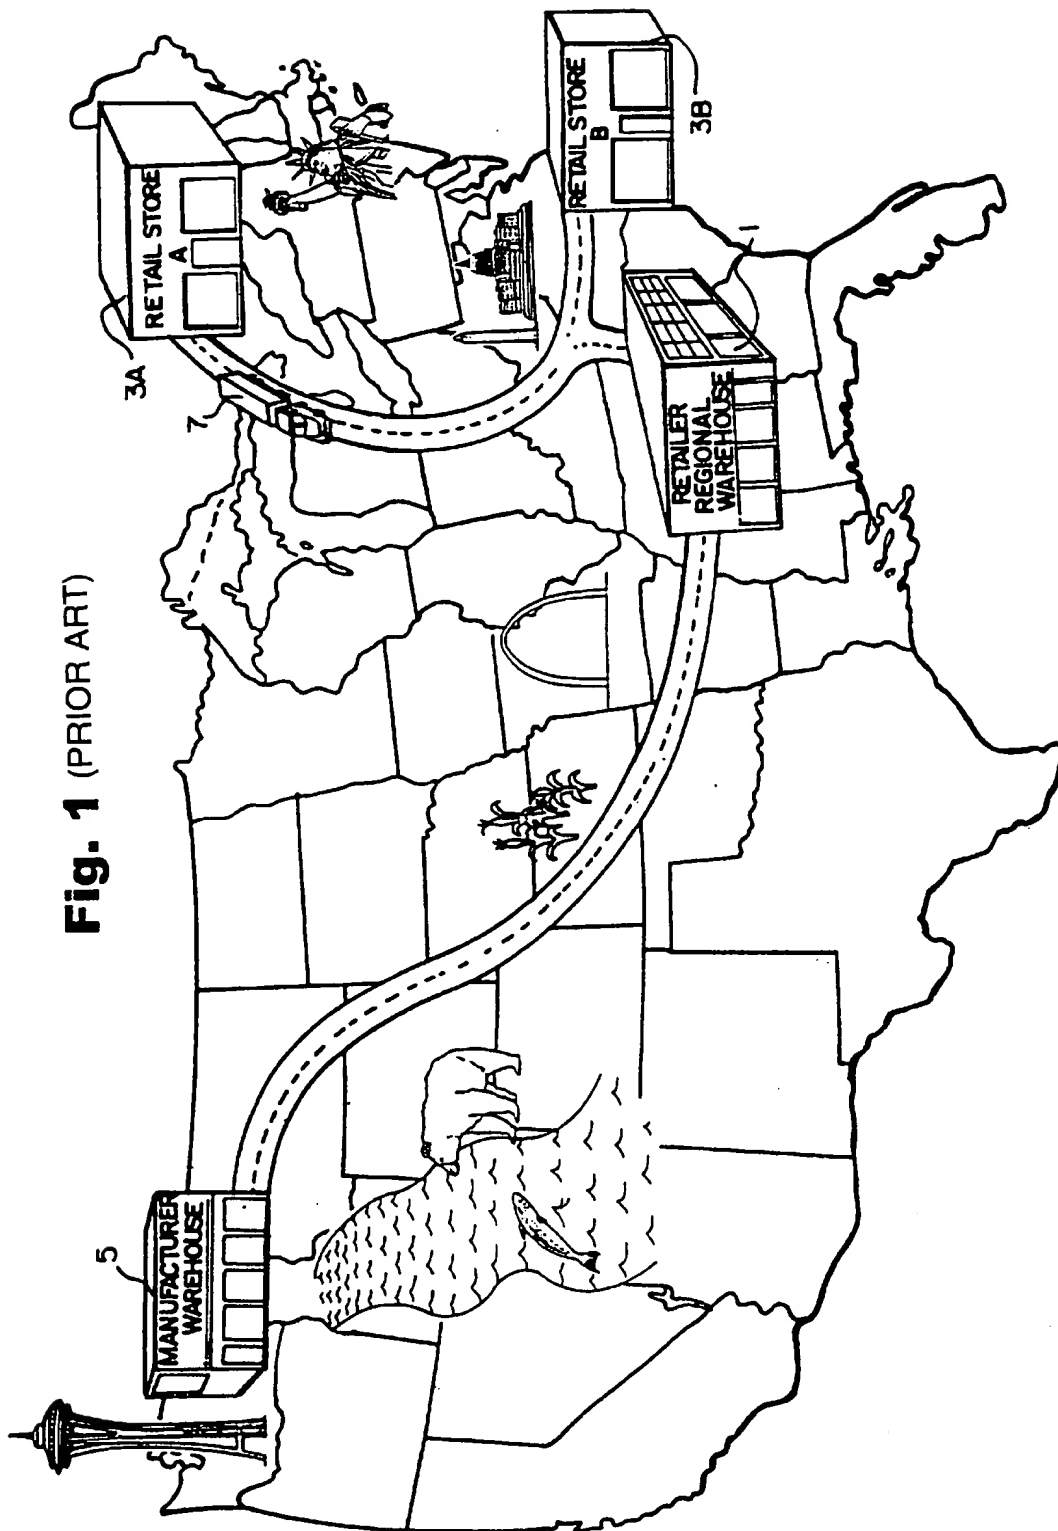 Fig. 1 (PRIOR ART)
5
MANUFACTURER
WAREHOUSE
7
3A
RETAIL STORE
A
RETAILER
REGIONAL
WAREHOUSE
1
RETAIL STORE
B
3B